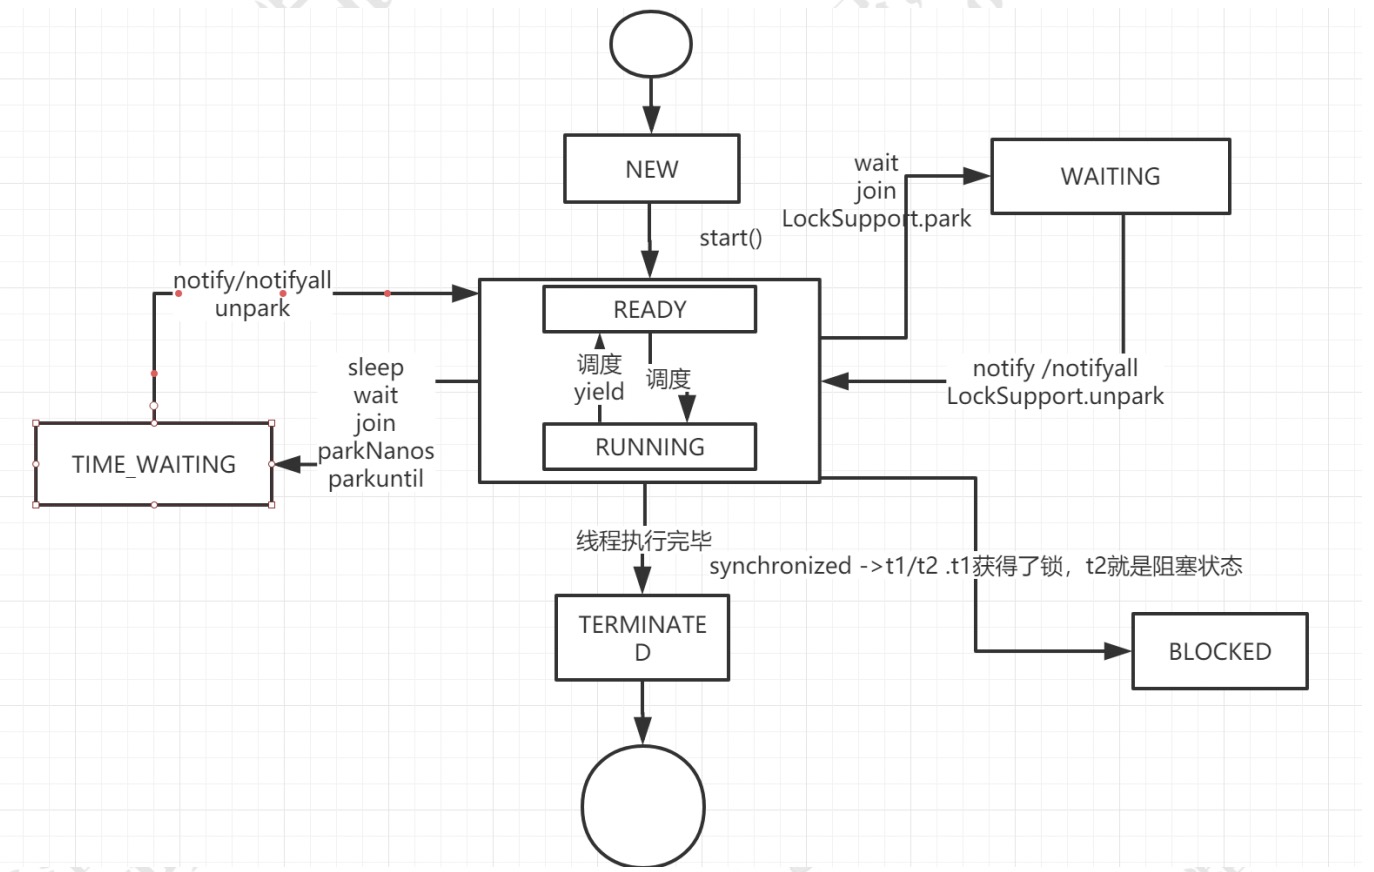 NEW
wait
join
LockSupport.park
WAITING
start()
notify/notifyall
unpark
READY
调度
yield
调度
RUNNING
sleep
wait
join
parkNanos
parkuntil
TIME_WAITING
notify /notifyall
LockSupport.unpark
线程执行完毕
synchronized ->t1/t2 .t1获得了锁，t2就是阻塞状态
TERMINATE
D
BLOCKED